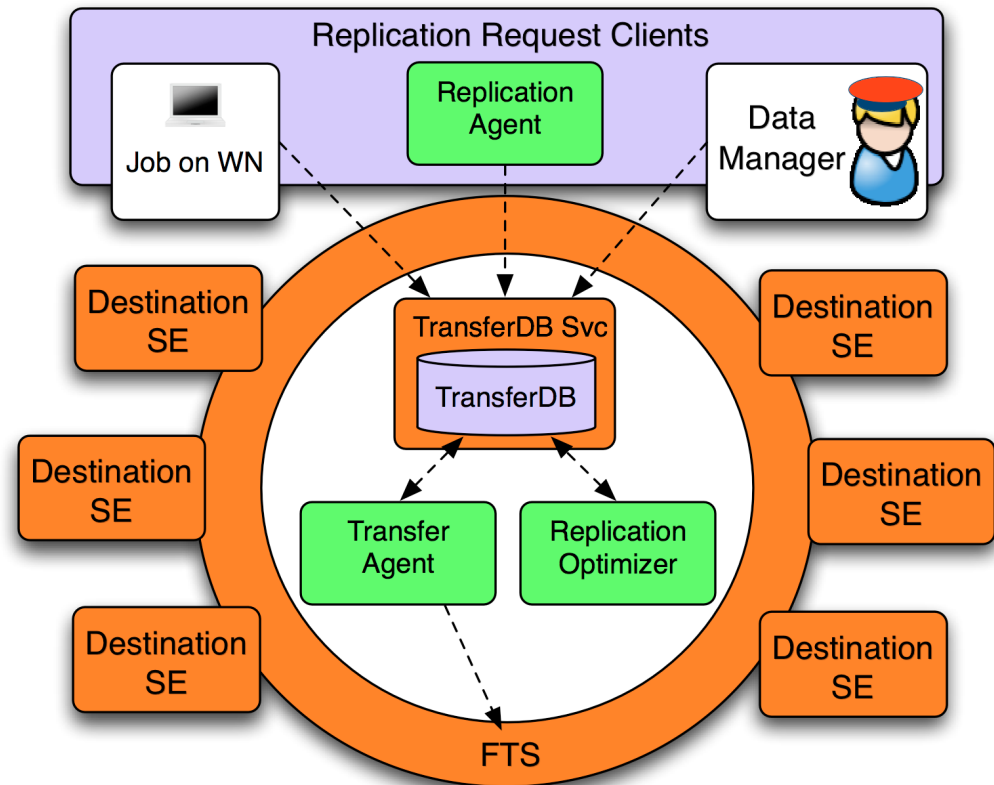 Replication Request Clients
Job on WN
Replication
Agent
Data
Manager
Destination
SE
Destination
SE
TransferDB Svc
TransferDB
Destination
SE
Destination
SE
Transfer
Agent
Replication
Optimizer
Destination
SE
Destination
SE
FTS